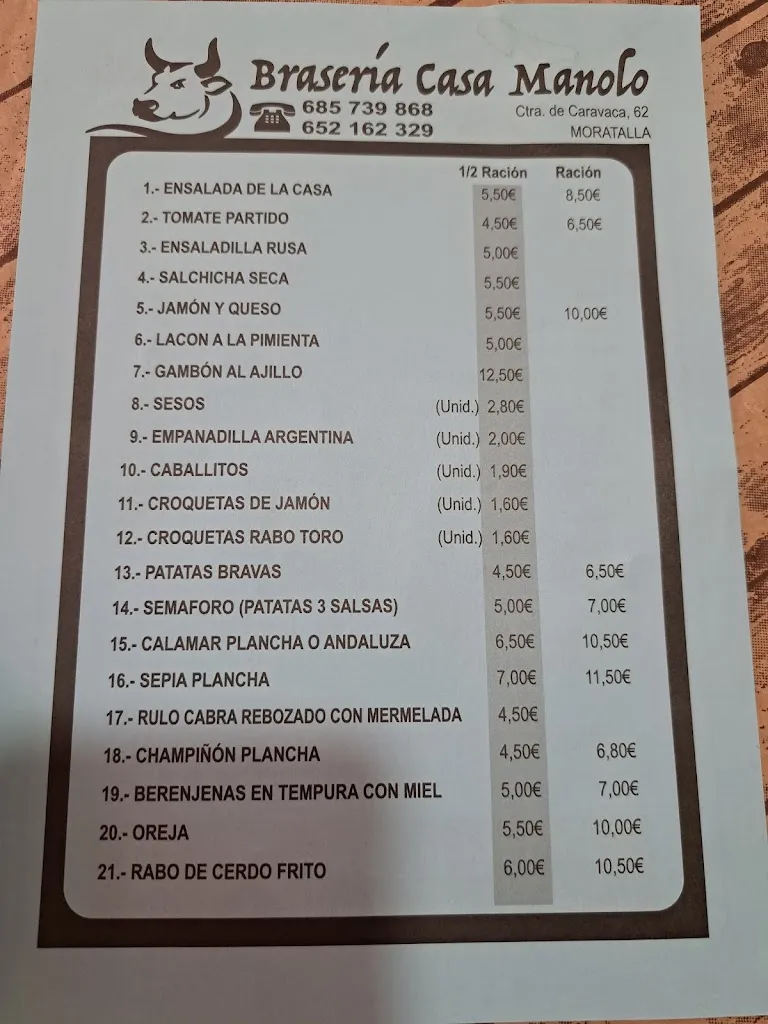 Brasería Casa Manolo
685 739 868
652 162 329
Ctra. de Caravaca, 62
MORATALLA
1/2 Ración Ración
1.- ENSALADA DE LA CASA 5,50€ 8,50€
2.- TOMATE PARTIDO 4,50€ 6,50€
3.- ENSALADILLA RUSA 5,00€
4.- SALCHICHA SECA 5,50€
5.- JAMÓN Y QUESO 5,50€ 10,00€
6.- LACON A LA PIMIENTA 5,00€
7.- GAMBÓN AL AJILLO 12,50€
8.- SESOS (Unid.) 2,80€
9.- EMPANADILLA ARGENTINA (Unid.) 2,00€
10.- CABALLITOS (Unid.) 1,90€
11.- CROQUETAS DE JAMÓN (Unid.) 1,60€
12.- CROQUETAS RABO TORO (Unid.) 1,60€
13.- PATATAS BRAVAS 4,50€ 6,50€
14.- SEMAFORO (PATATAS 3 SALSAS) 5,00€ 7,00€
15.- CALAMAR PLANCHA O ANDALUZA 6,50€ 10,50€
16.- SEPIA PLANCHA 7,00€ 11,50€
17.- RULO CABRA REBOZADO CON MERMELADA 4,50€
18.- CHAMPIÑÓN PLANCHA 4,50€ 6,80€
19.- BERENJENAS EN TEMPURA CON MIEL 5,00€ 7,00€
20.- OREJA 5,50€ 10,00€
21.- RABO DE CERDO FRITO 6,00€ 10,50€